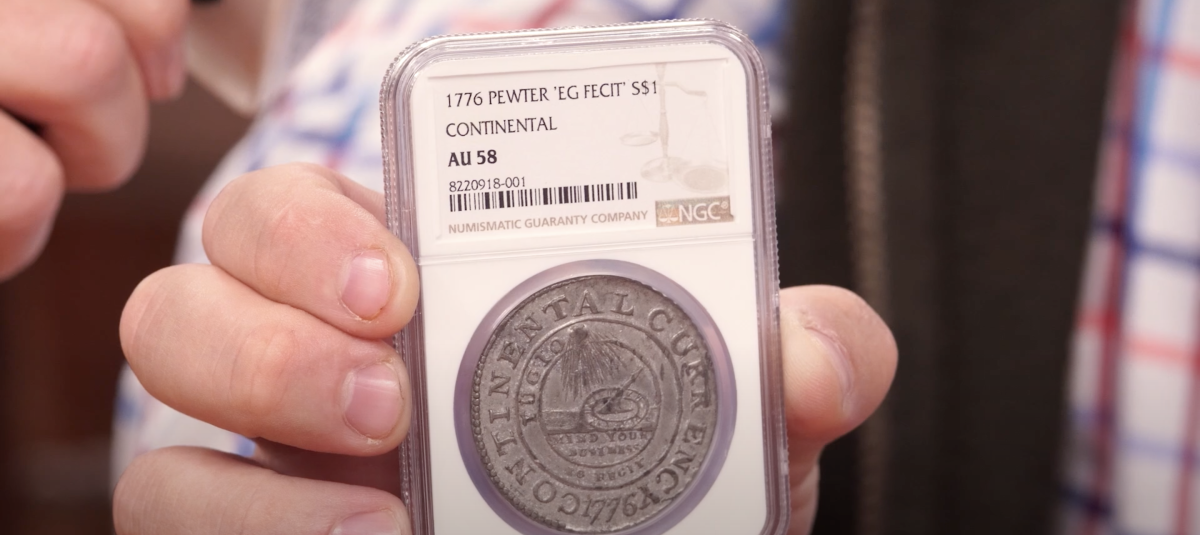 1776 PEWTER 'EG FECIT' S$1
CONTINENTAL
AU 58
8220918-001
NUMISMATIC GUARANTY COMPANY
NGC
CONTINENTAL CURRENCY
1776
FUGIO
MIND YOUR
BUSINESS
EG FECIT